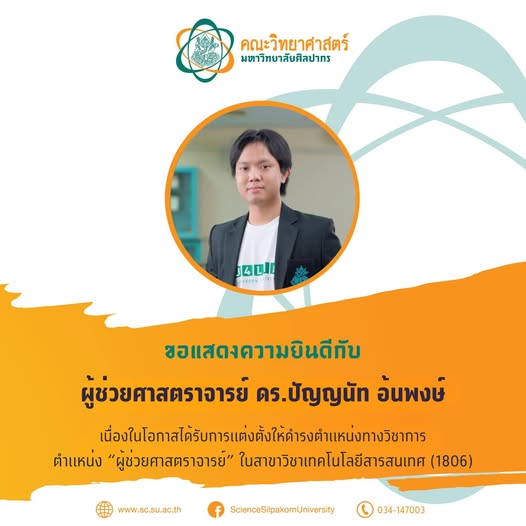 คณะวิทยาศาสตร์
มหาวิทยาลัยศิลปากร
ขอแสดงความยินดีกับ
ผู้ช่วยศาสตราจารย์ ดร.ปัญญนัท อ้นพงษ์
เนื่องในโอกาสได้รับการแต่งตั้งให้ดำรงตำแหน่งทางวิชาการ
ตำแหน่ง “ผู้ช่วยศาสตราจารย์” ในสาขาวิชาเทคโนโลยีสารสนเทศ (1806)
www.sc.su.ac.th ScienceSilpakornUniversity 034-147003